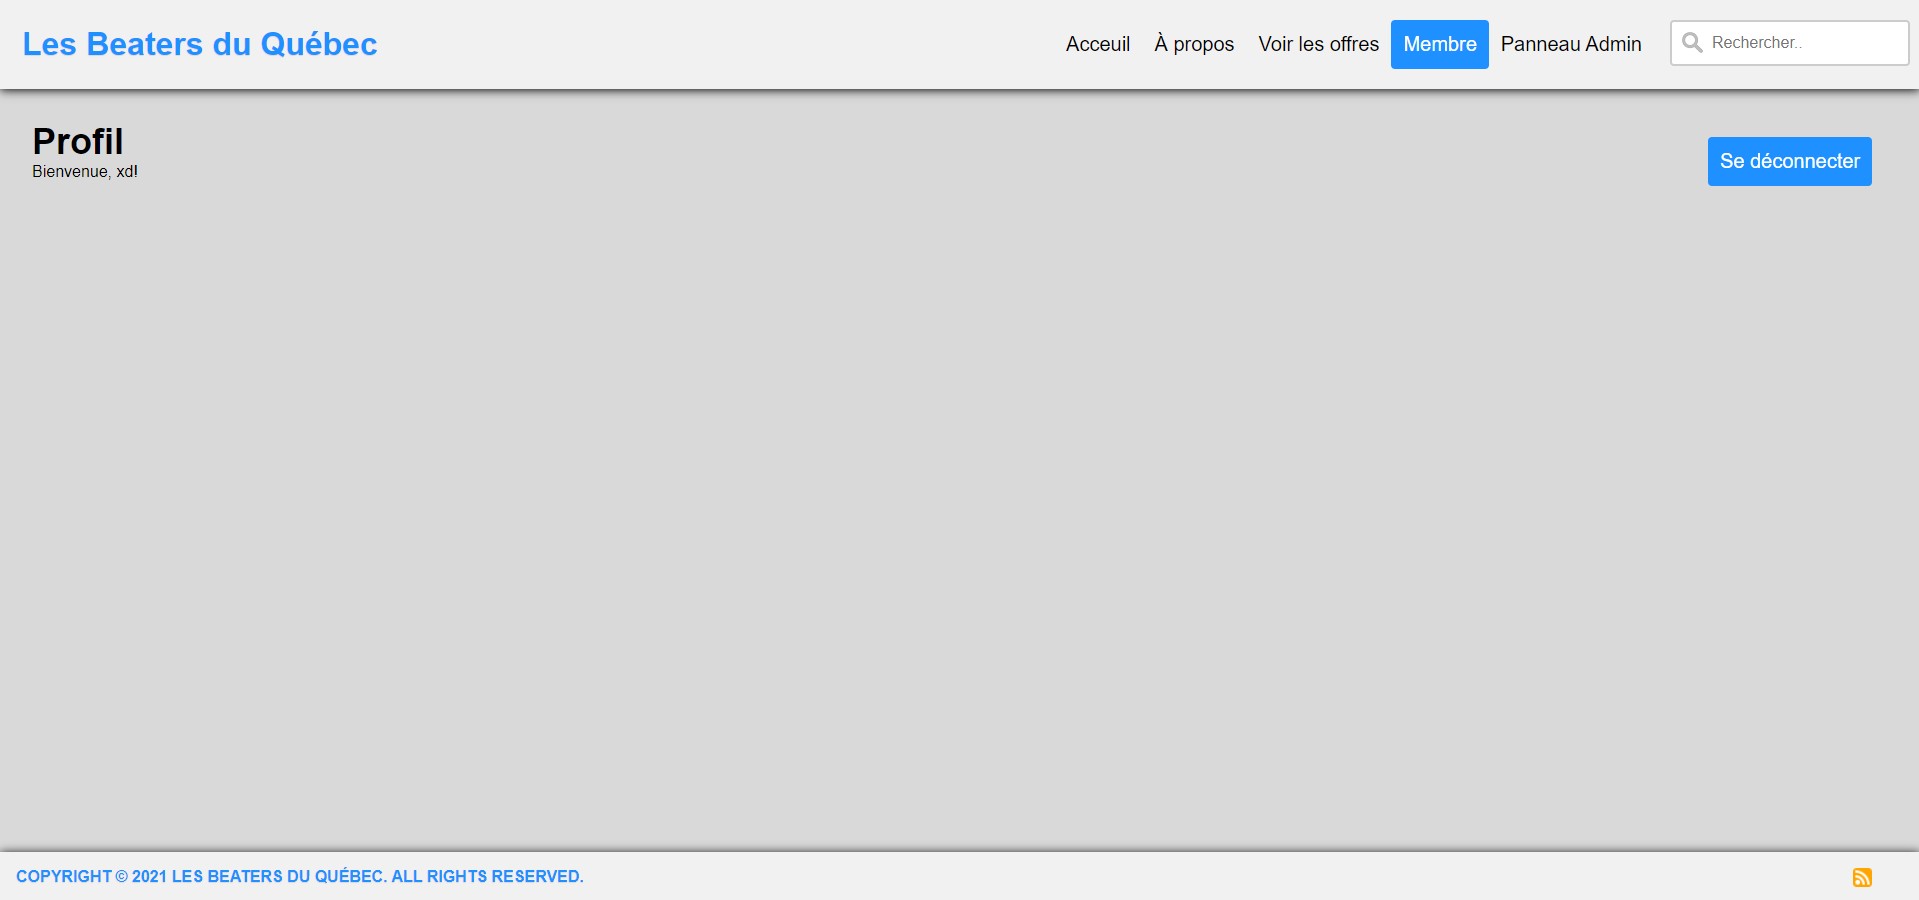 Les Beaters du Québec
Acceuil À propos Voir les offres Membre Panneau Admin Rechercher..
Profil
Bienvenue, xd!
Se déconnecter
COPYRIGHT © 2021 LES BEATERS DU QUÉBEC. ALL RIGHTS RESERVED.